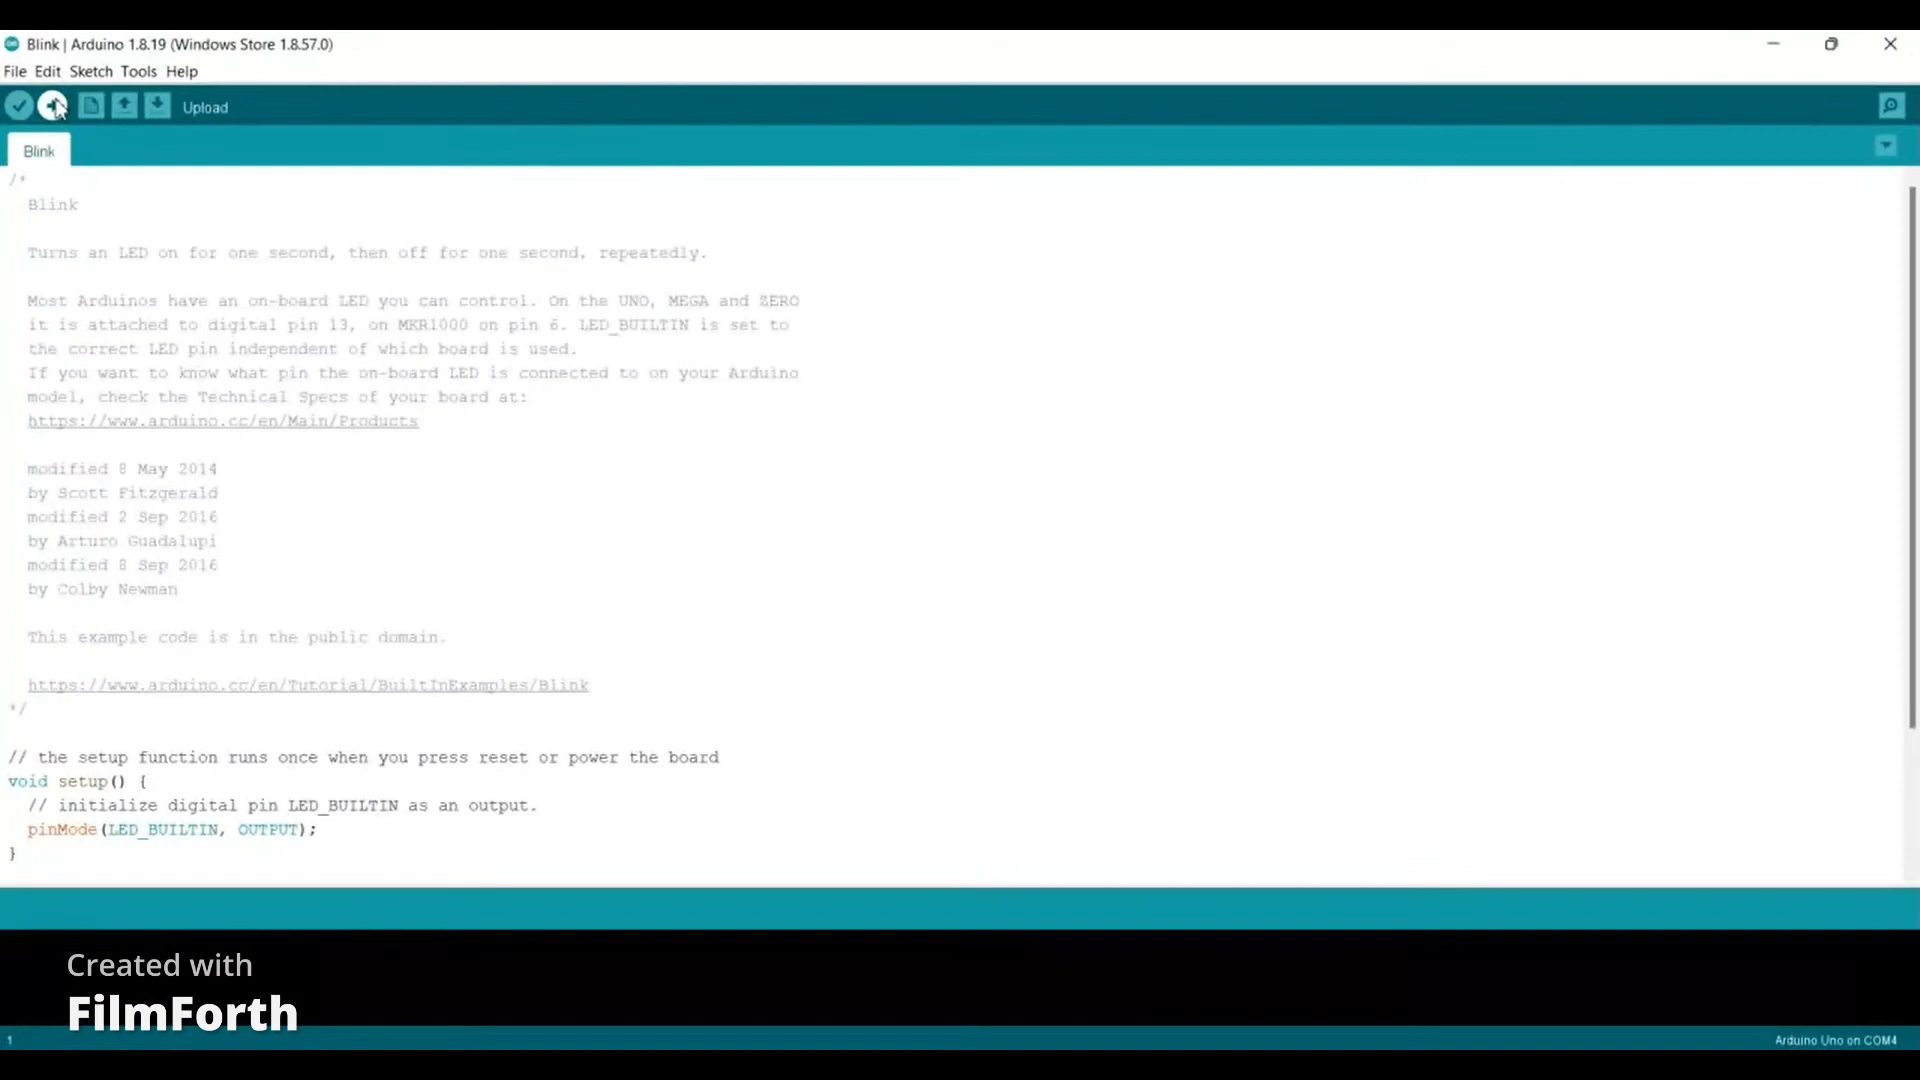 Blink | Arduino 1.8.19 (Windows Store 1.8.57.0)
File Edit Sketch Tools Help
Upload
Blink
/*
Blink
Turns an LED on for one second, then off for one second, repeatedly.
Most Arduinos have an on-board LED you can control. On the UNO, MEGA and ZERO
it is attached to digital pin 13, on MKR1000 on pin 6. LED_BUILTIN is set to
the correct LED pin independent of which board is used.
If you want to know what pin the on-board LED is connected to on your Arduino
model, check the Technical Specs of your board at:
https://www.arduino.cc/en/Main/Products
modified 8 May 2014
by Scott Fitzgerald
modified 2 Sep 2016
by Arturo Guadalupi
modified 8 Sep 2016
by Colby Newman
This example code is in the public domain.
https://www.arduino.cc/en/Tutorial/BuiltInExamples/Blink
*/
// the setup function runs once when you press reset or power the board
void setup() {
// initialize digital pin LED_BUILTIN as an output.
pinMode(LED_BUILTIN, OUTPUT);
}
Created with
FilmForth
1
Arduino Uno on COM4